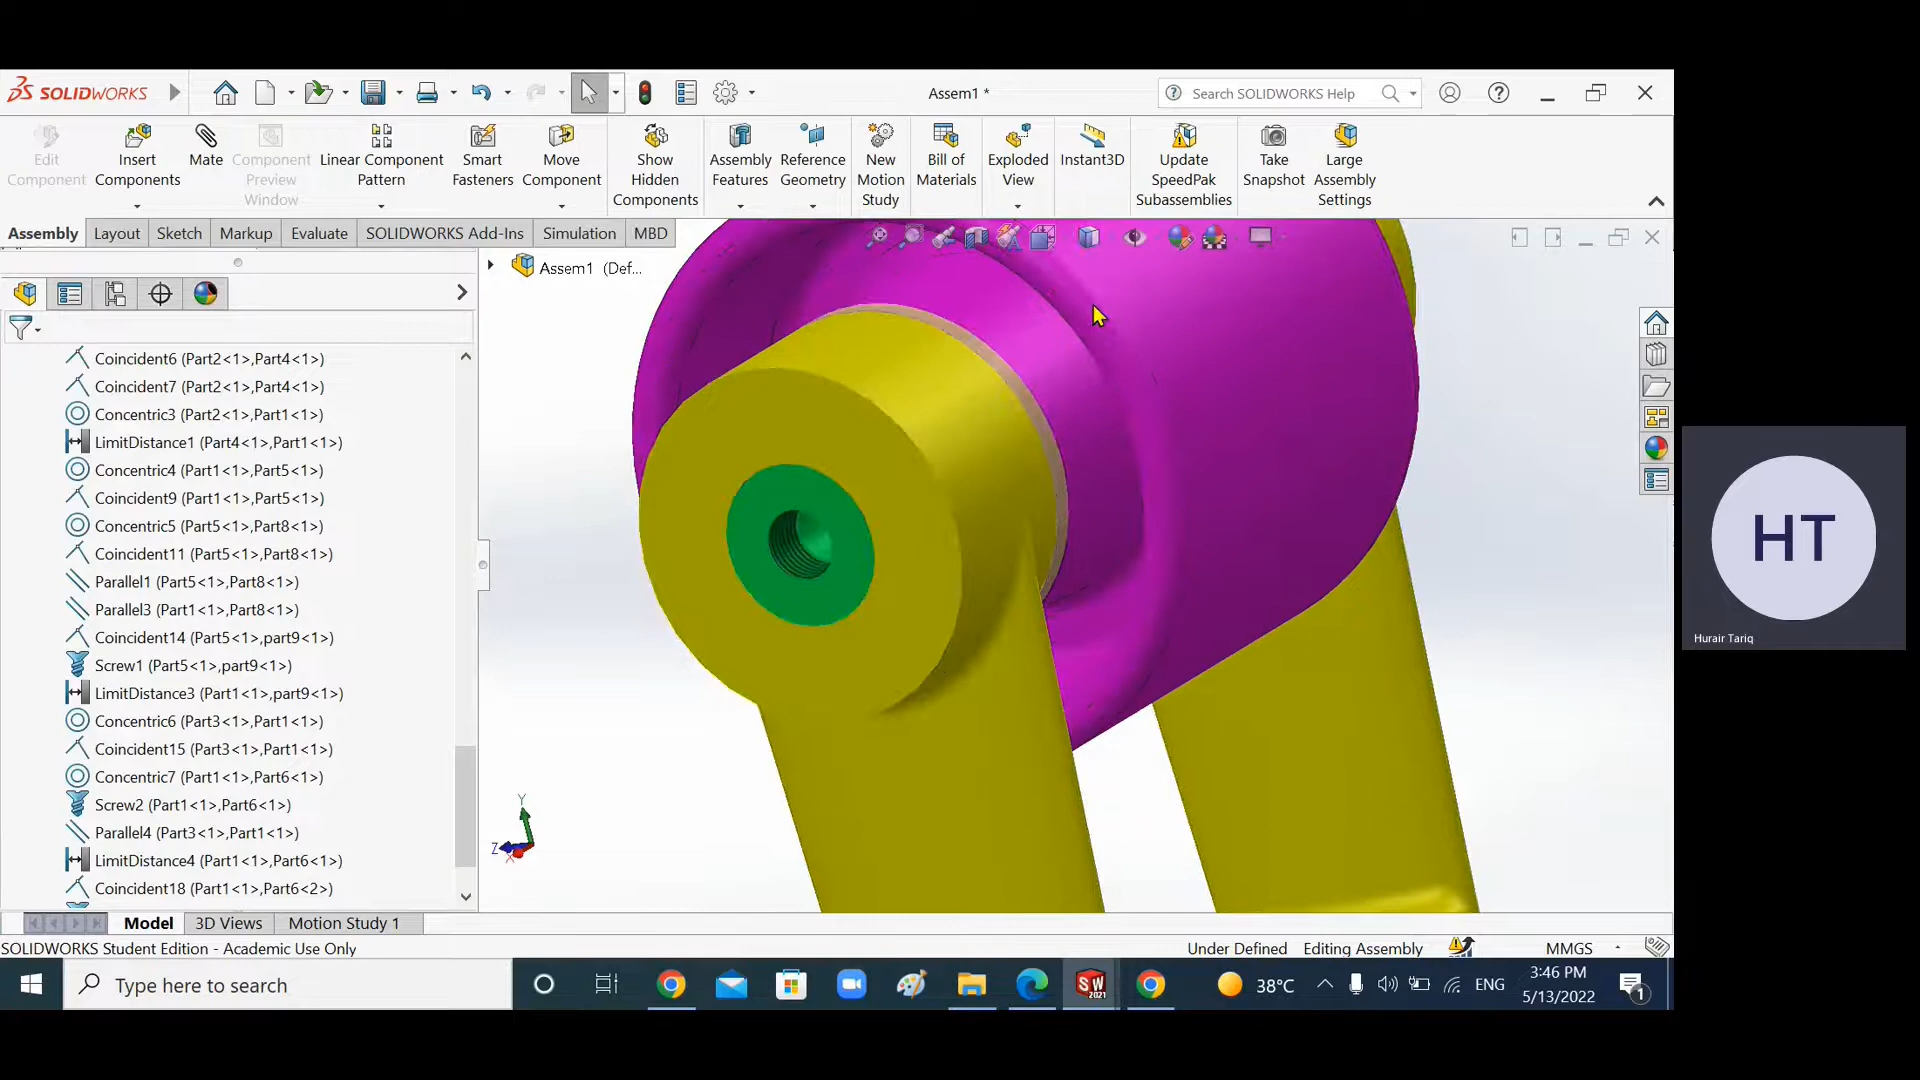 SOLIDWORKS
Assem1 *
Search SOLIDWORKS Help
Edit Component
Insert Components
Mate
Component Preview Window
Linear Component Pattern
Smart Fasteners
Move Component
Show Hidden Components
Assembly Features
Reference Geometry
New Motion Study
Bill of Materials
Exploded View
Instant3D
Update SpeedPak Subassemblies
Take Snapshot
Large Assembly Settings
Assembly
Layout
Sketch
Markup
Evaluate
SOLIDWORKS Add-Ins
Simulation
MBD
Assem1 (Def...
Coincident6 (Part2<1>,Part4<1>)
Coincident7 (Part2<1>,Part4<1>)
Concentric3 (Part2<1>,Part1<1>)
LimitDistance1 (Part4<1>,Part1<1>)
Concentric4 (Part1<1>,Part5<1>)
Coincident9 (Part1<1>,Part5<1>)
Concentric5 (Part5<1>,Part8<1>)
Coincident11 (Part5<1>,Part8<1>)
Parallel1 (Part5<1>,Part8<1>)
Parallel3 (Part1<1>,Part8<1>)
Coincident14 (Part5<1>,part9<1>)
Screw1 (Part5<1>,part9<1>)
LimitDistance3 (Part1<1>,part9<1>)
Concentric6 (Part3<1>,Part1<1>)
Coincident15 (Part3<1>,Part1<1>)
Concentric7 (Part1<1>,Part6<1>)
Screw2 (Part1<1>,Part6<1>)
Parallel4 (Part3<1>,Part1<1>)
LimitDistance4 (Part1<1>,Part6<1>)
Coincident18 (Part1<1>,Part6<2>)
Y
Z
X
HT
Hurair Tariq
Model
3D Views
Motion Study 1
SOLIDWORKS Student Edition - Academic Use Only
Under Defined
Editing Assembly
MMGS
Type here to search
SW
2021
38°C
ENG
3:46 PM
5/13/2022
1